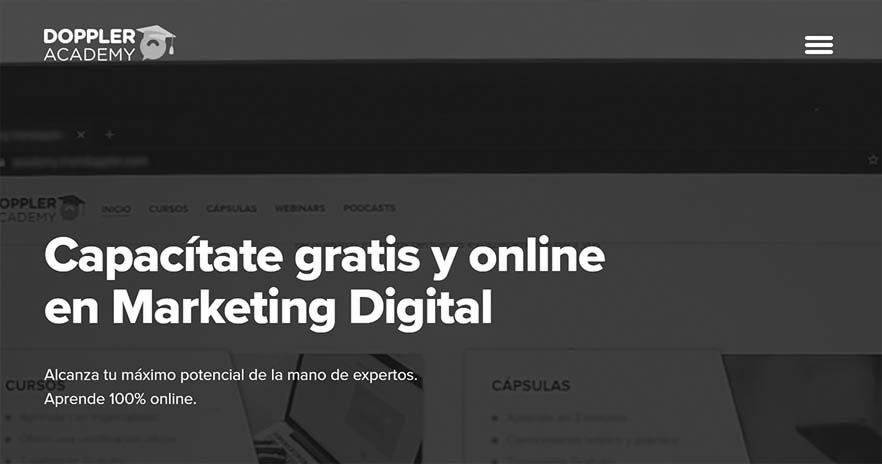 DOPPLER
ACADEMY
DOPPLER
ACADEMY
INICIO CURSOS CÁPSULAS WEBINARS PODCASTS
Capacítate gratis y online
en Marketing Digital
Alcanza tu máximo potencial de la mano de expertos.
Aprende 100% online.
CURSOS
CÁPSULAS